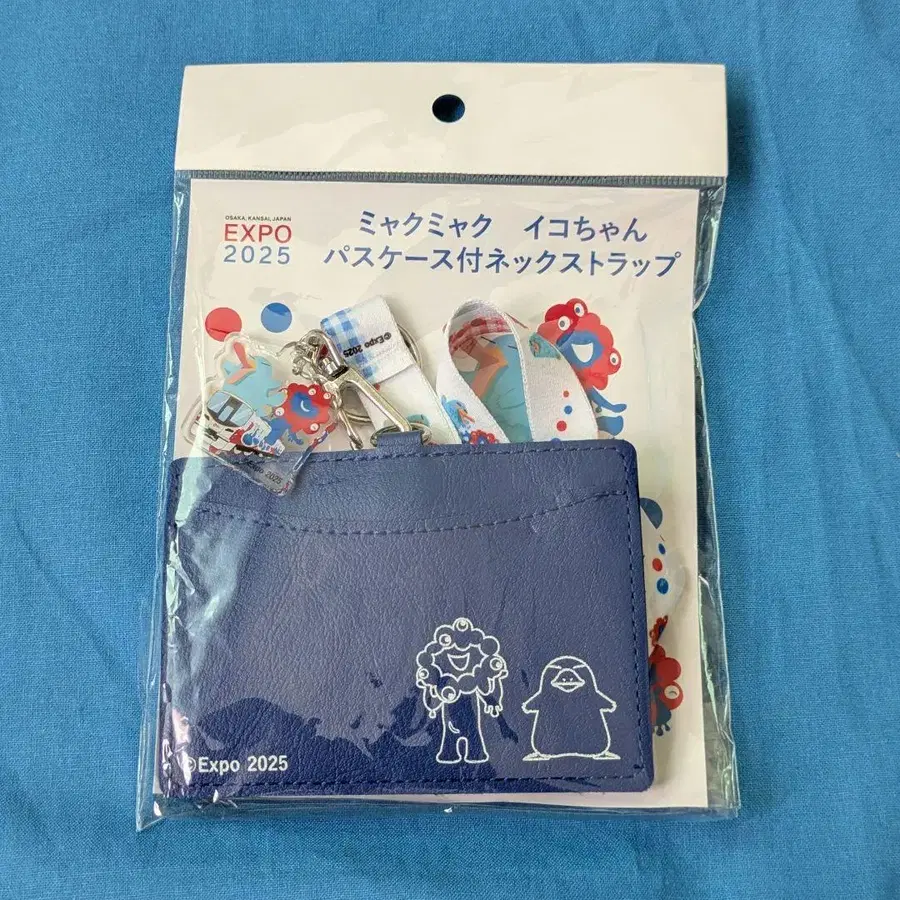 OSAKA, KANSAI, JAPAN
EXPO
2025
ミャクミャク イコちゃん
パスケース付ネックストラップ
©Expo 2025
©Expo 2025